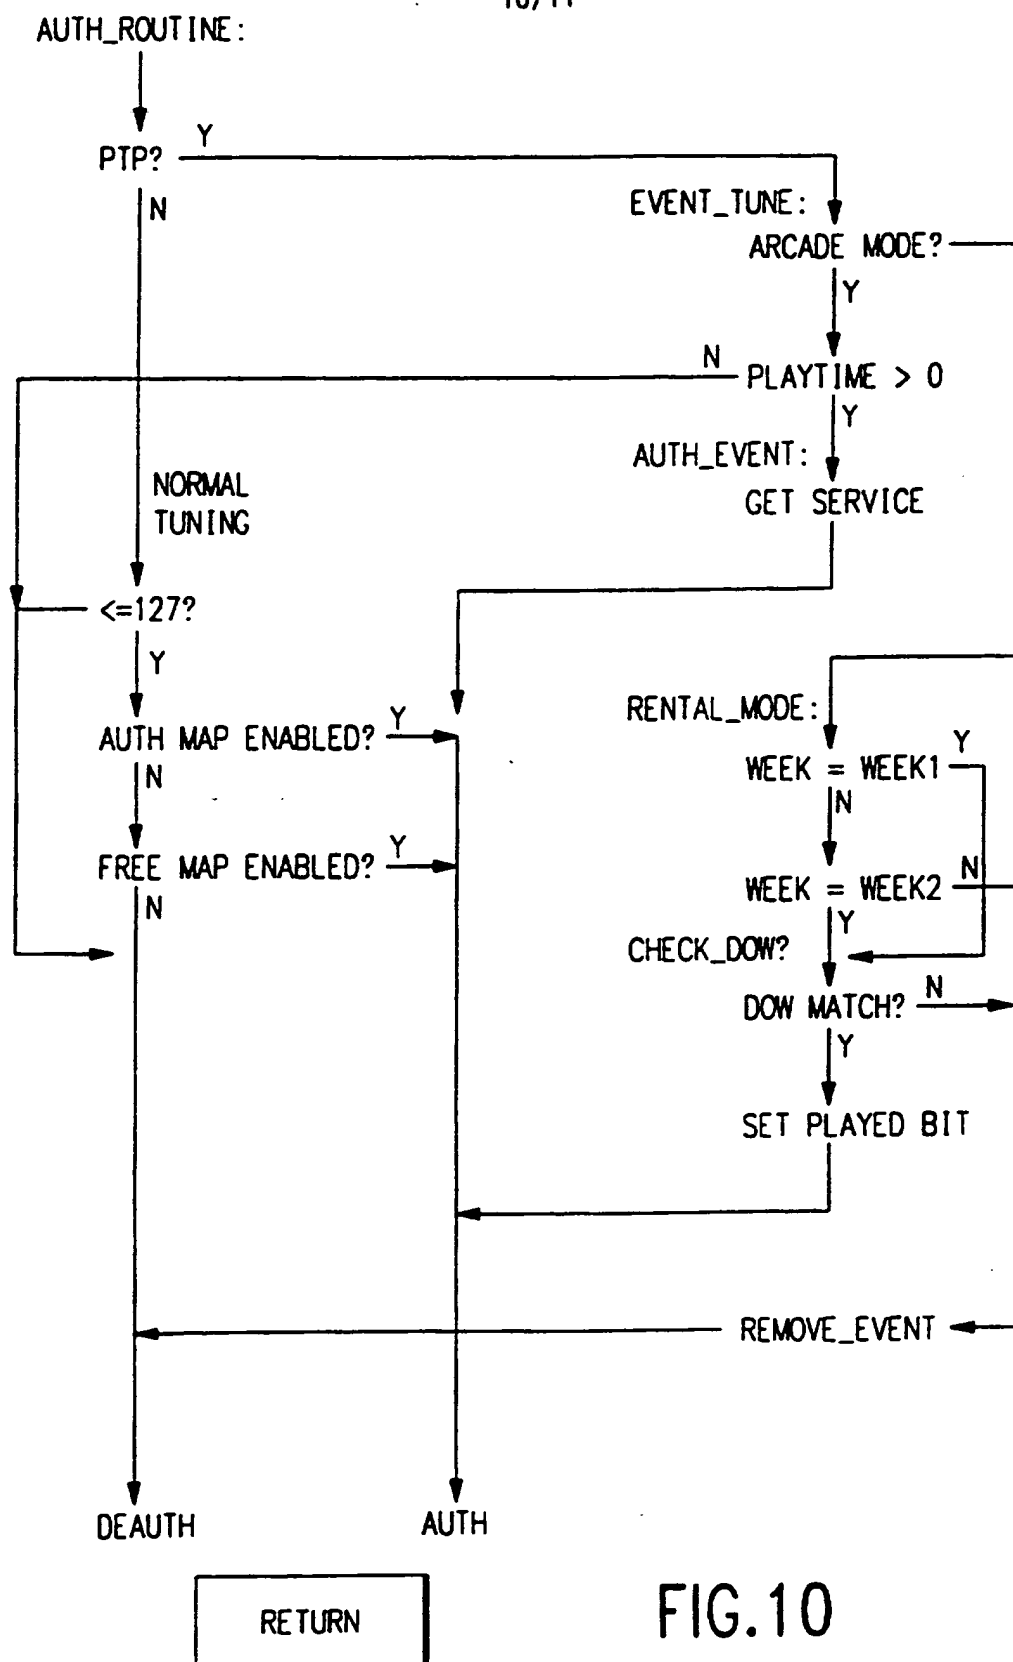 AUTH_ROUTINE:
PTP?
Y
N
EVENT_TUNE:
ARCADE MODE?
Y
N
PLAYTIME > 0
Y
AUTH_EVENT:
GET SERVICE
NORMAL
TUNING
<=127?
Y
AUTH MAP ENABLED?
Y
N
FREE MAP ENABLED?
Y
N
RENTAL_MODE:
WEEK = WEEK1
Y
N
WEEK = WEEK2
N
Y
CHECK_DOW?
DOW MATCH?
N
Y
SET PLAYED BIT
REMOVE_EVENT
DEAUTH
AUTH
RETURN
FIG.10